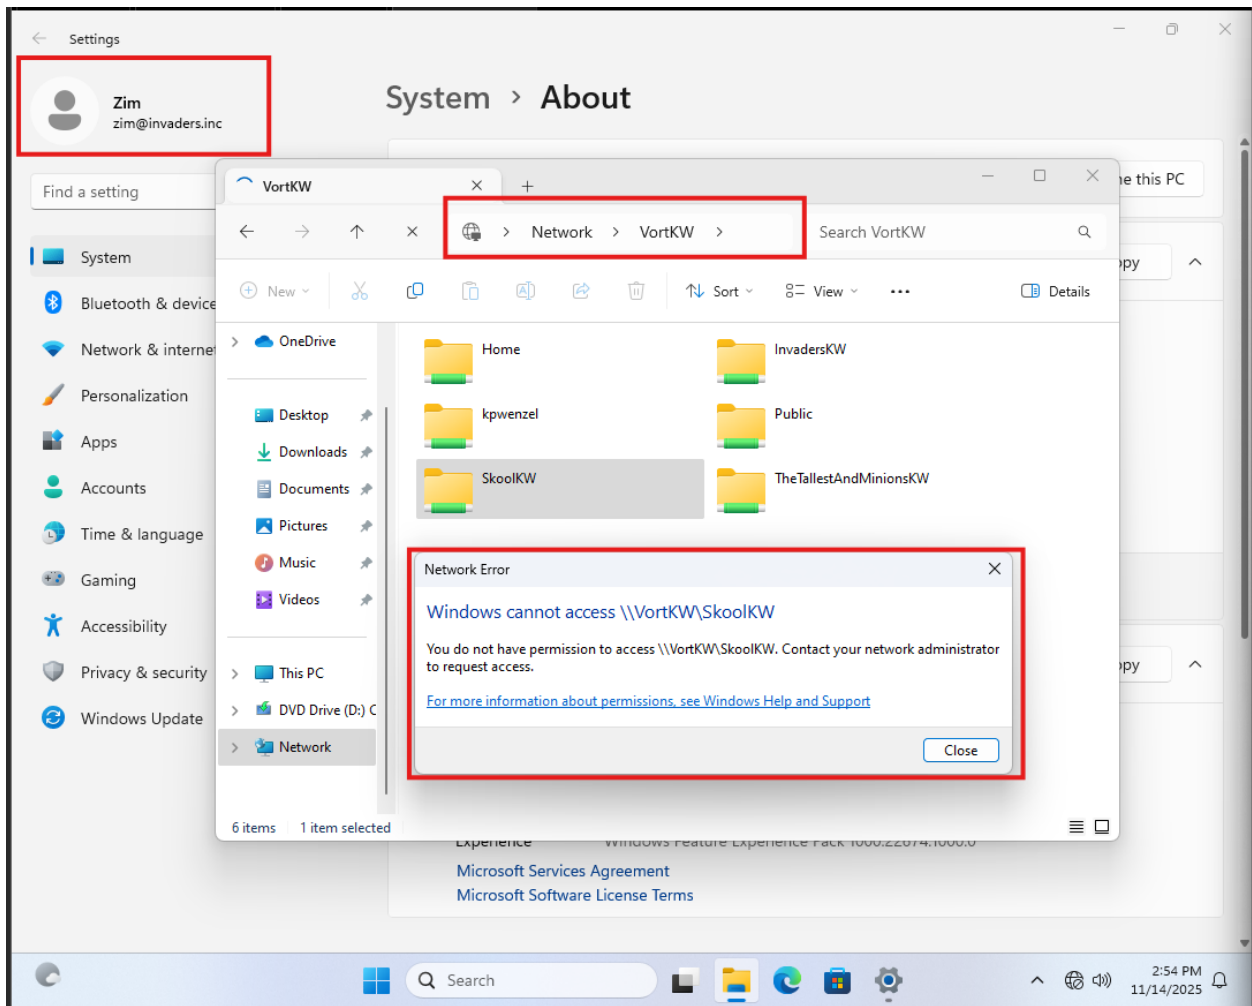 Settings
Zim
zim@invaders.inc
System > About
Find a setting
System
Bluetooth & device
Network & interne
Personalization
Apps
Accounts
Time & language
Gaming
Accessibility
Privacy & security
Windows Update
this PC
VortKW
Network > VortKW >
Search VortKW
New
Sort
View
Details
OneDrive
Desktop
Downloads
Documents
Pictures
Music
Videos
This PC
DVD Drive (D:) C
Network
Home
InvadersKW
kpwenzel
Public
SkoolKW
TheTallestAndMinionsKW
Network Error
Windows cannot access \\VortKW\SkoolKW
You do not have permission to access \\VortKW\SkoolKW. Contact your network administrator
to request access.
For more information about permissions, see Windows Help and Support
Close
6 items
1 item selected
Experience
Windows Feature Experience Pack
Microsoft Services Agreement
Microsoft Software License Terms
Search
2:54 PM
11/14/2025